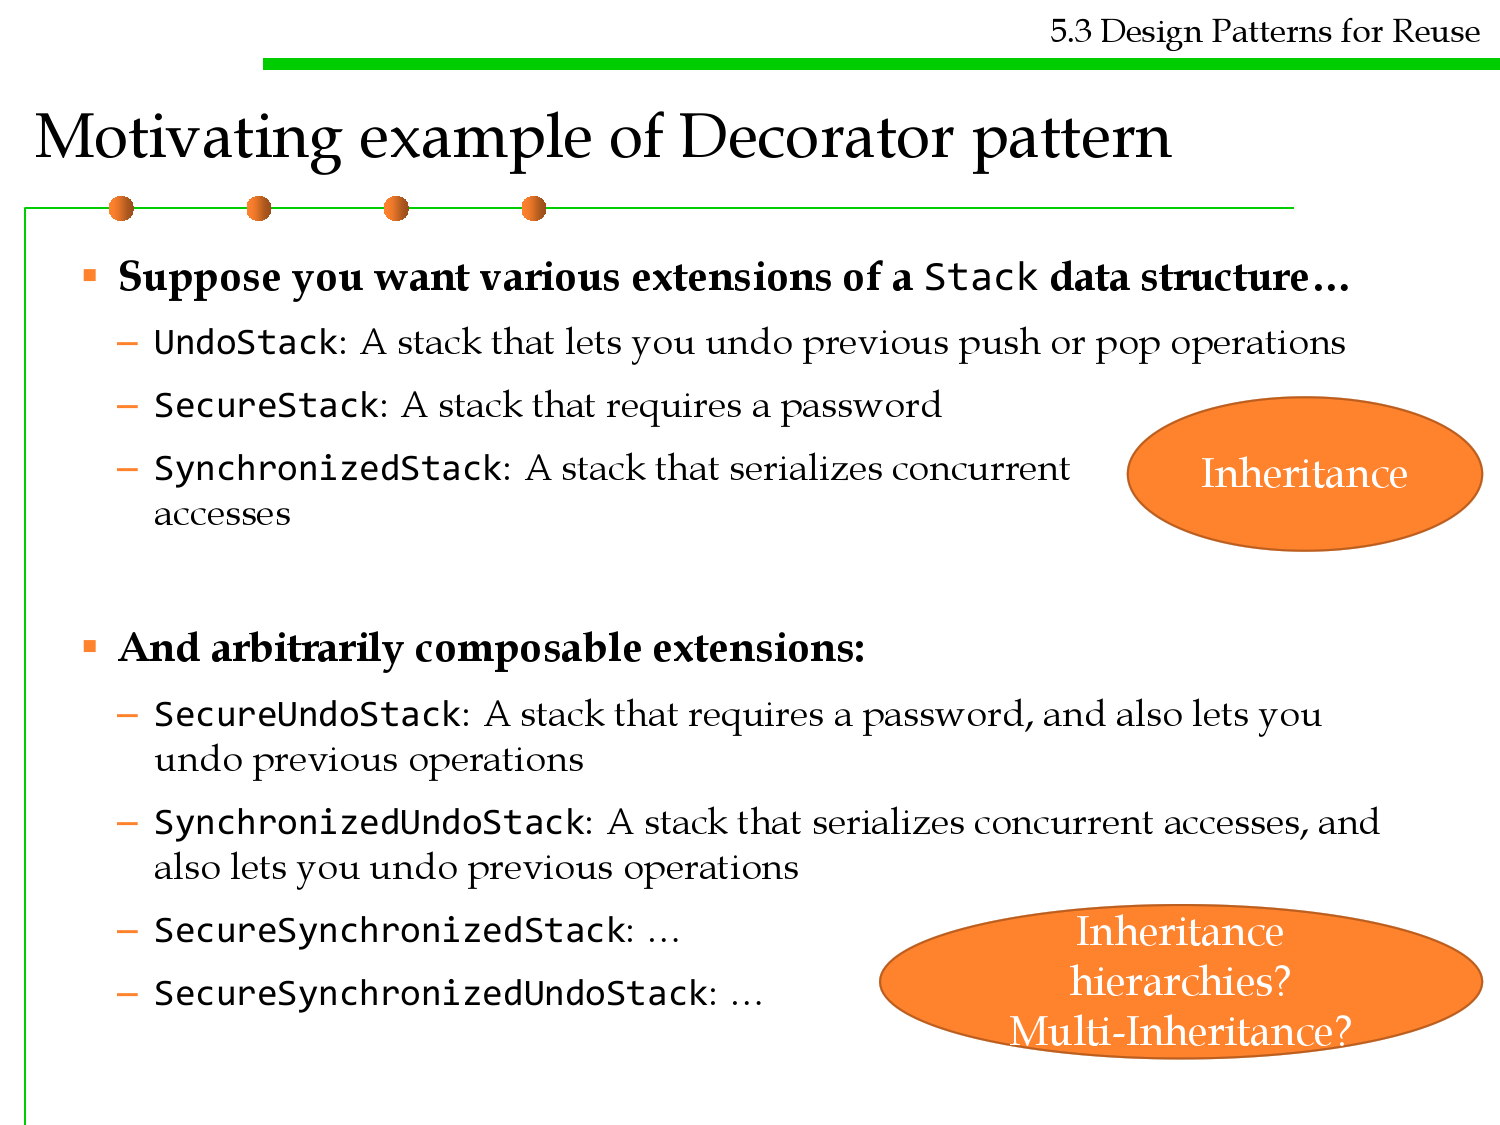 5.3 Design Patterns for Reuse
Motivating example of Decorator pattern
▪ Suppose you want various extensions of a Stack data structure…
– UndoStack: A stack that lets you undo previous push or pop operations
– SecureStack: A stack that requires a password
– SynchronizedStack: A stack that serializes concurrent
accesses
Inheritance
▪ And arbitrarily composable extensions:
– SecureUndoStack: A stack that requires a password, and also lets you
undo previous operations
– SynchronizedUndoStack: A stack that serializes concurrent accesses, and
also lets you undo previous operations
– SecureSynchronizedStack: …
– SecureSynchronizedUndoStack: …
Inheritance
hierarchies?
Multi-Inheritance?